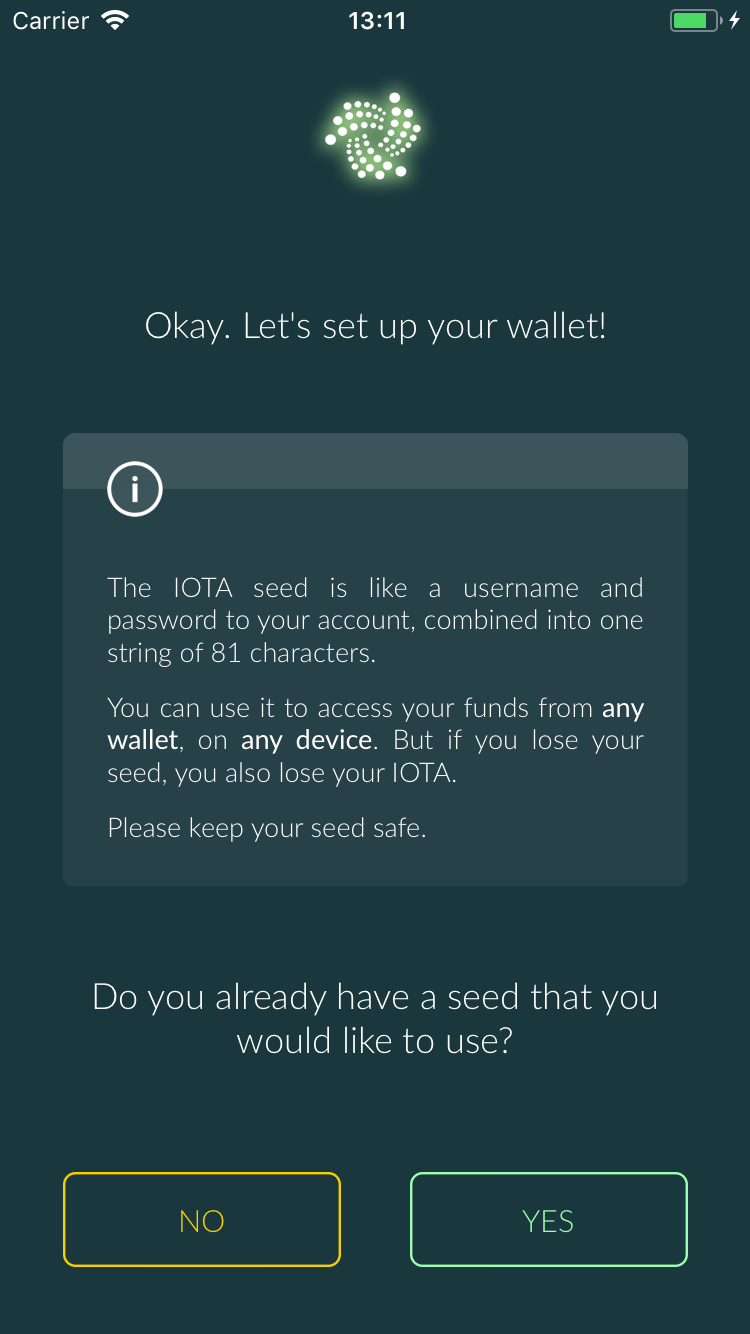 Carrier 13:11
Okay. Let's set up your wallet!
i
The IOTA seed is like a username and
password to your account, combined into one
string of 81 characters.
You can use it to access your funds from any
wallet, on any device. But if you lose your
seed, you also lose your IOTA.
Please keep your seed safe.
Do you already have a seed that you
would like to use?
NO YES